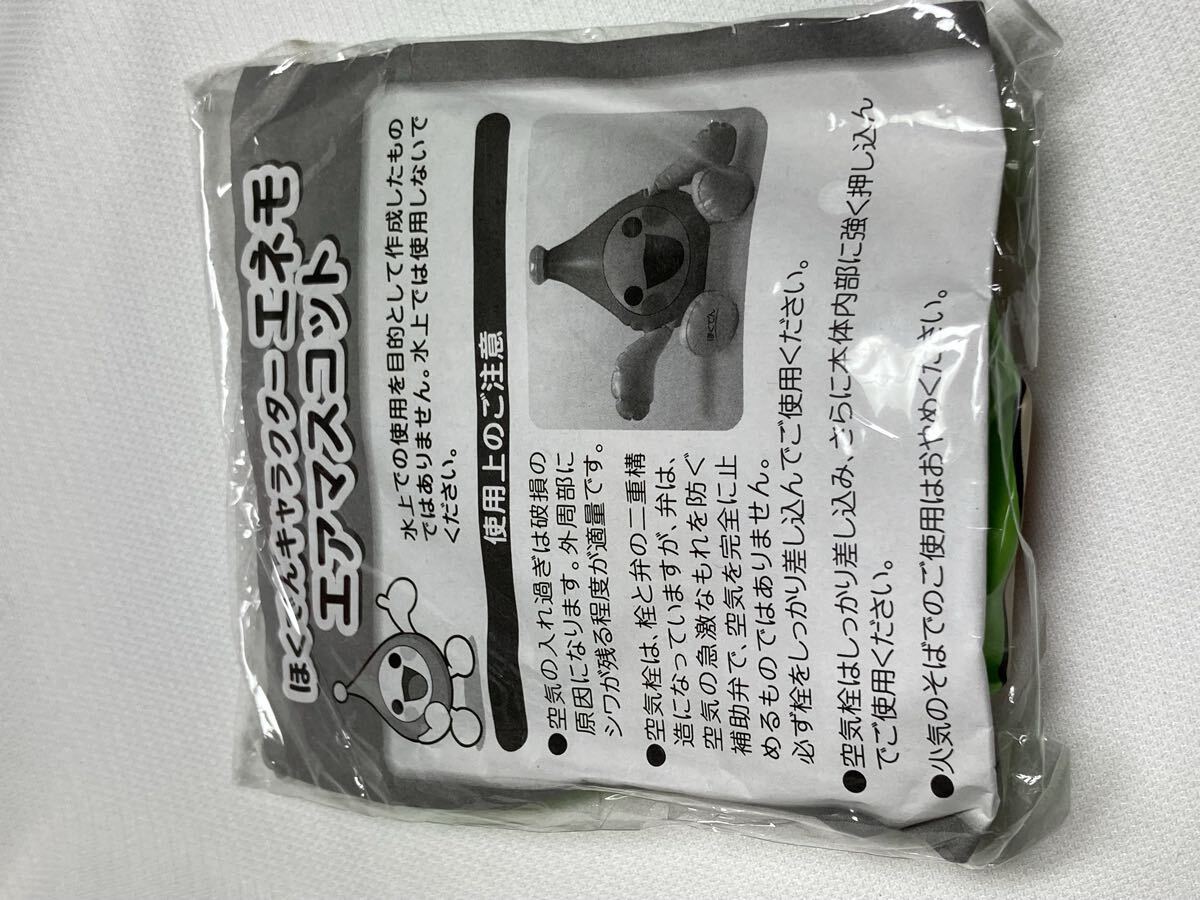 ほくでんキャラクターエネモ
エアマスコット
水上での使用を目的として作成したもの
ではありません。水上では使用しないで
ください。
使用上のご注意
●空気の入れ過ぎは破損の
原因になります。外周部に
シワが残る程度が適量です。
●空気栓は、栓と弁の二重構
造になっていますが、弁は、
空気の急激なもれを防ぐ
補助弁で、空気を完全に止
めるものではありません。
必ず栓をしっかり差し込んでご使用ください。
●空気栓はしっかり差し込み、さらに本体内部に強く押し込ん
でご使用ください。
●火気のそばでのご使用はおやめください。
ほくでん